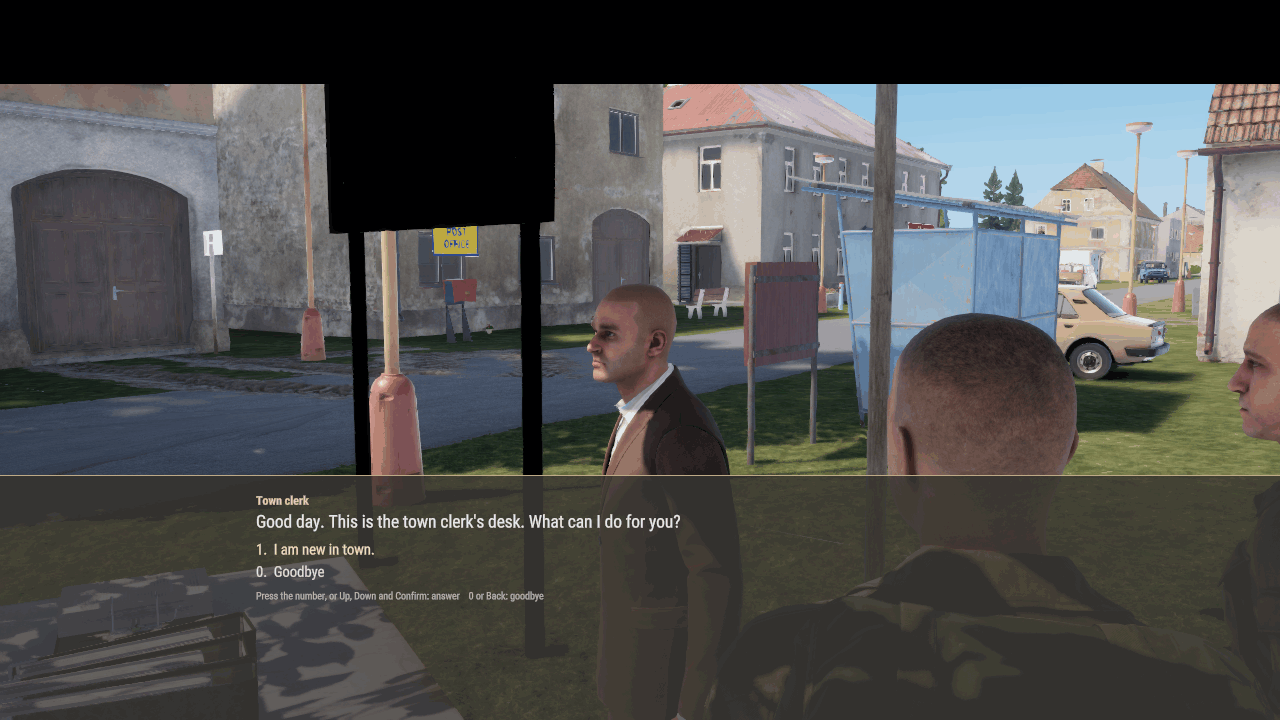 POST
OFFICE
Town clerk
Good day. This is the town clerk's desk. What can I do for you?
1. I am new in town.
0. Goodbye
Press the number, or Up, Down and Confirm: answer 0 or Back: goodbye